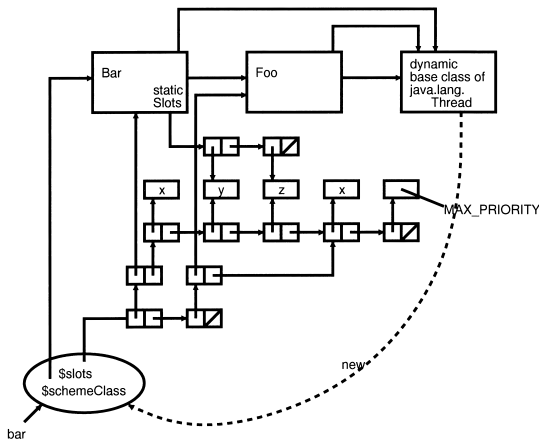 Bar
static
Slots
Foo
dynamic
base class of
java.lang.
Thread
x
y
z
x
MAX_PRIORITY
new
$slots
$schemeClass
bar